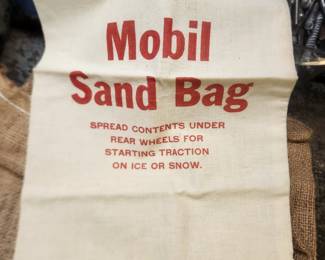 Mobil
Sand Bag
SPREAD CONTENTS UNDER
REAR WHEELS FOR
STARTING TRACTION
ON ICE OR SNOW.